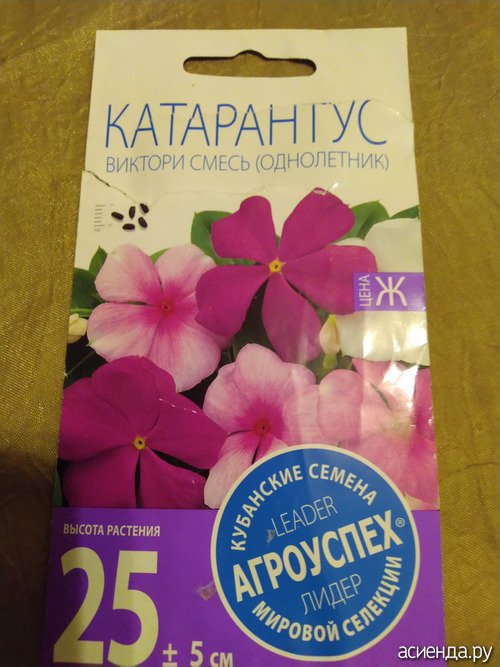 КАТАРАНТУС
ВИКТОРИ СМЕСЬ (ОДНОЛЕТНИК)
ЦЕНА Ж
КУБАНСКИЕ СЕМЕНА
LEADER
АГРОУСПЕХ®
ЛИДЕР
МИРОВОЙ СЕЛЕКЦИИ
ВЫСОТА РАСТЕНИЯ
25 ± 5 см
асиенда.ру